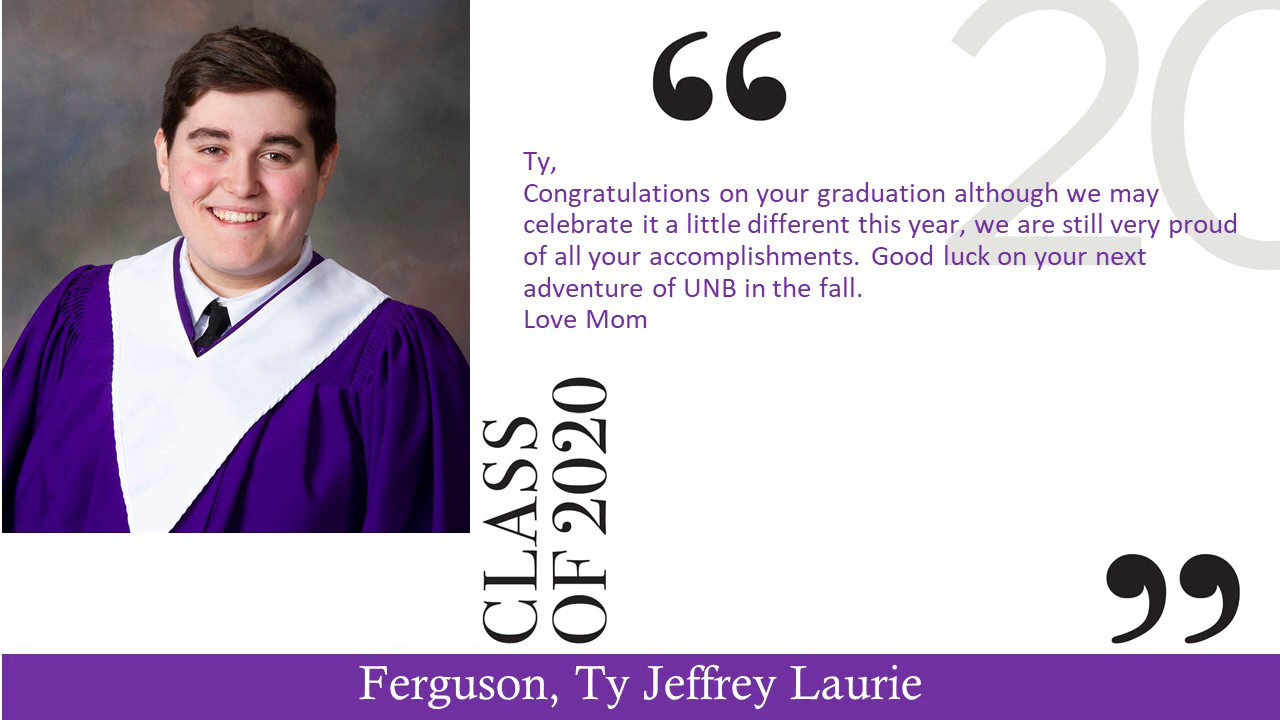 20
“
Ty,
Congratulations on your graduation although we may
celebrate it a little different this year, we are still very proud
of all your accomplishments. Good luck on your next
adventure of UNB in the fall.
Love Mom
CLASS
OF 2020
”
Ferguson, Ty Jeffrey Laurie